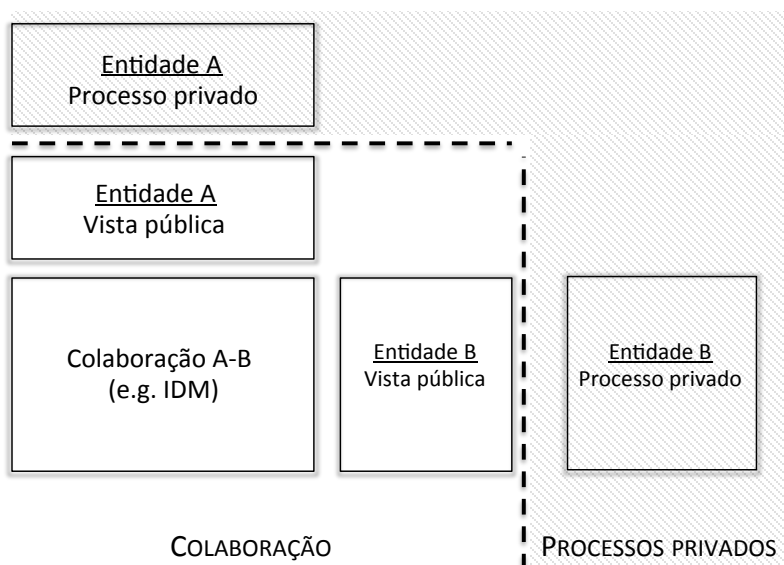 Entidade A
Processo privado
Entidade A
Vista pública
Colaboração A-B
(e.g. IDM)
Entidade B
Vista pública
Entidade B
Processo privado
COLABORAÇÃO
PROCESSOS PRIVADOS